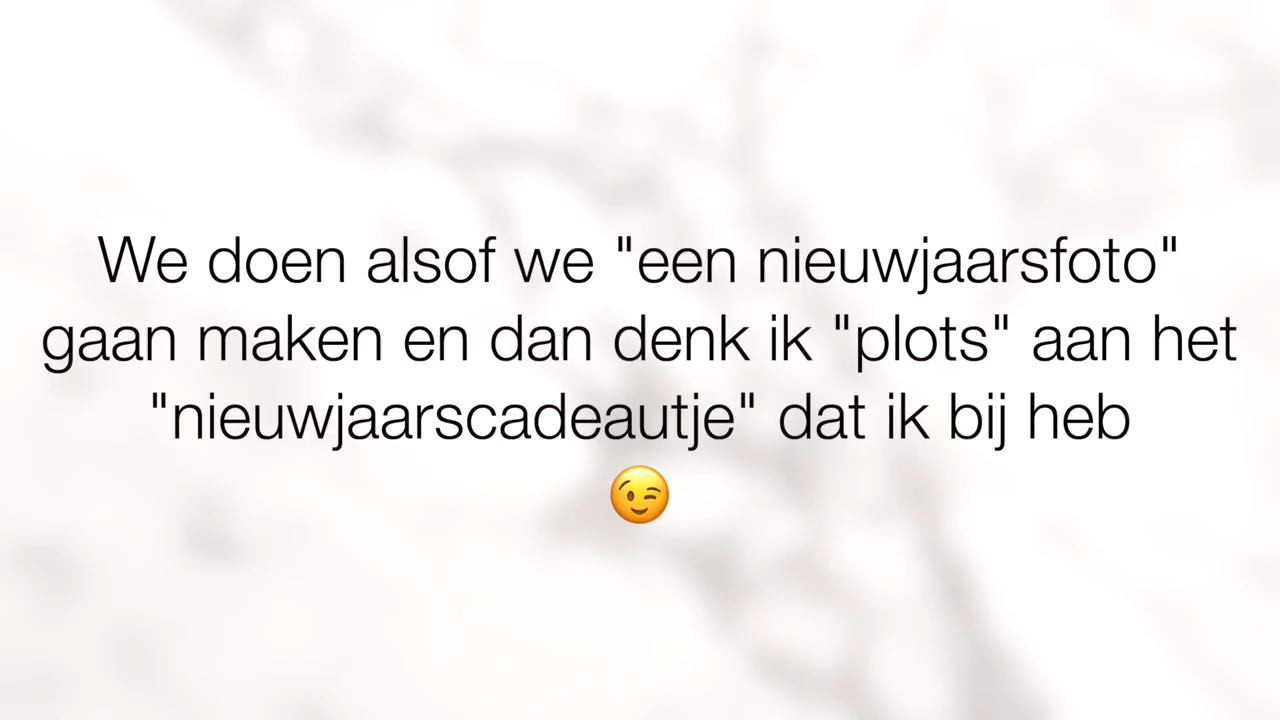 We doen alsof we "een nieuwjaarsfoto"
gaan maken en dan denk ik "plots" aan het
"nieuwjaarscadeautje" dat ik bij heb
😉